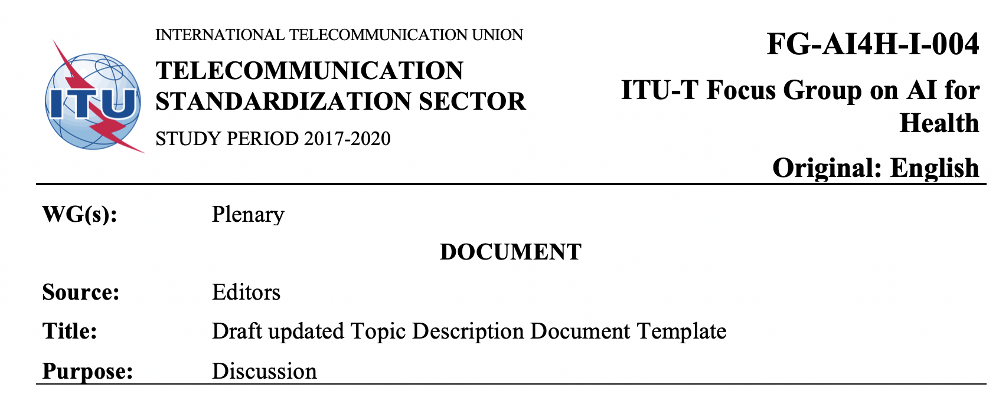 ITU
INTERNATIONAL TELECOMMUNICATION UNION
TELECOMMUNICATION
STANDARDIZATION SECTOR
STUDY PERIOD 2017-2020
FG-AI4H-I-004
ITU-T Focus Group on AI for
Health
Original: English
WG(s): Plenary
DOCUMENT
Source: Editors
Title: Draft updated Topic Description Document Template
Purpose: Discussion